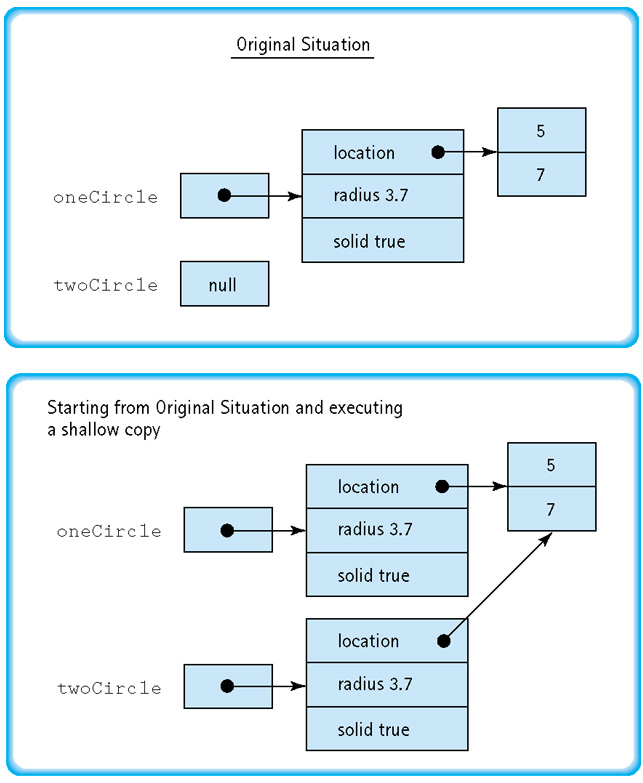 Original Situation
5
location
7
oneCircle
radius 3.7
solid true
twoCircle
null
Starting from Original Situation and executing
a shallow copy
5
location
7
oneCircle
radius 3.7
solid true
location
twoCircle
radius 3.7
solid true